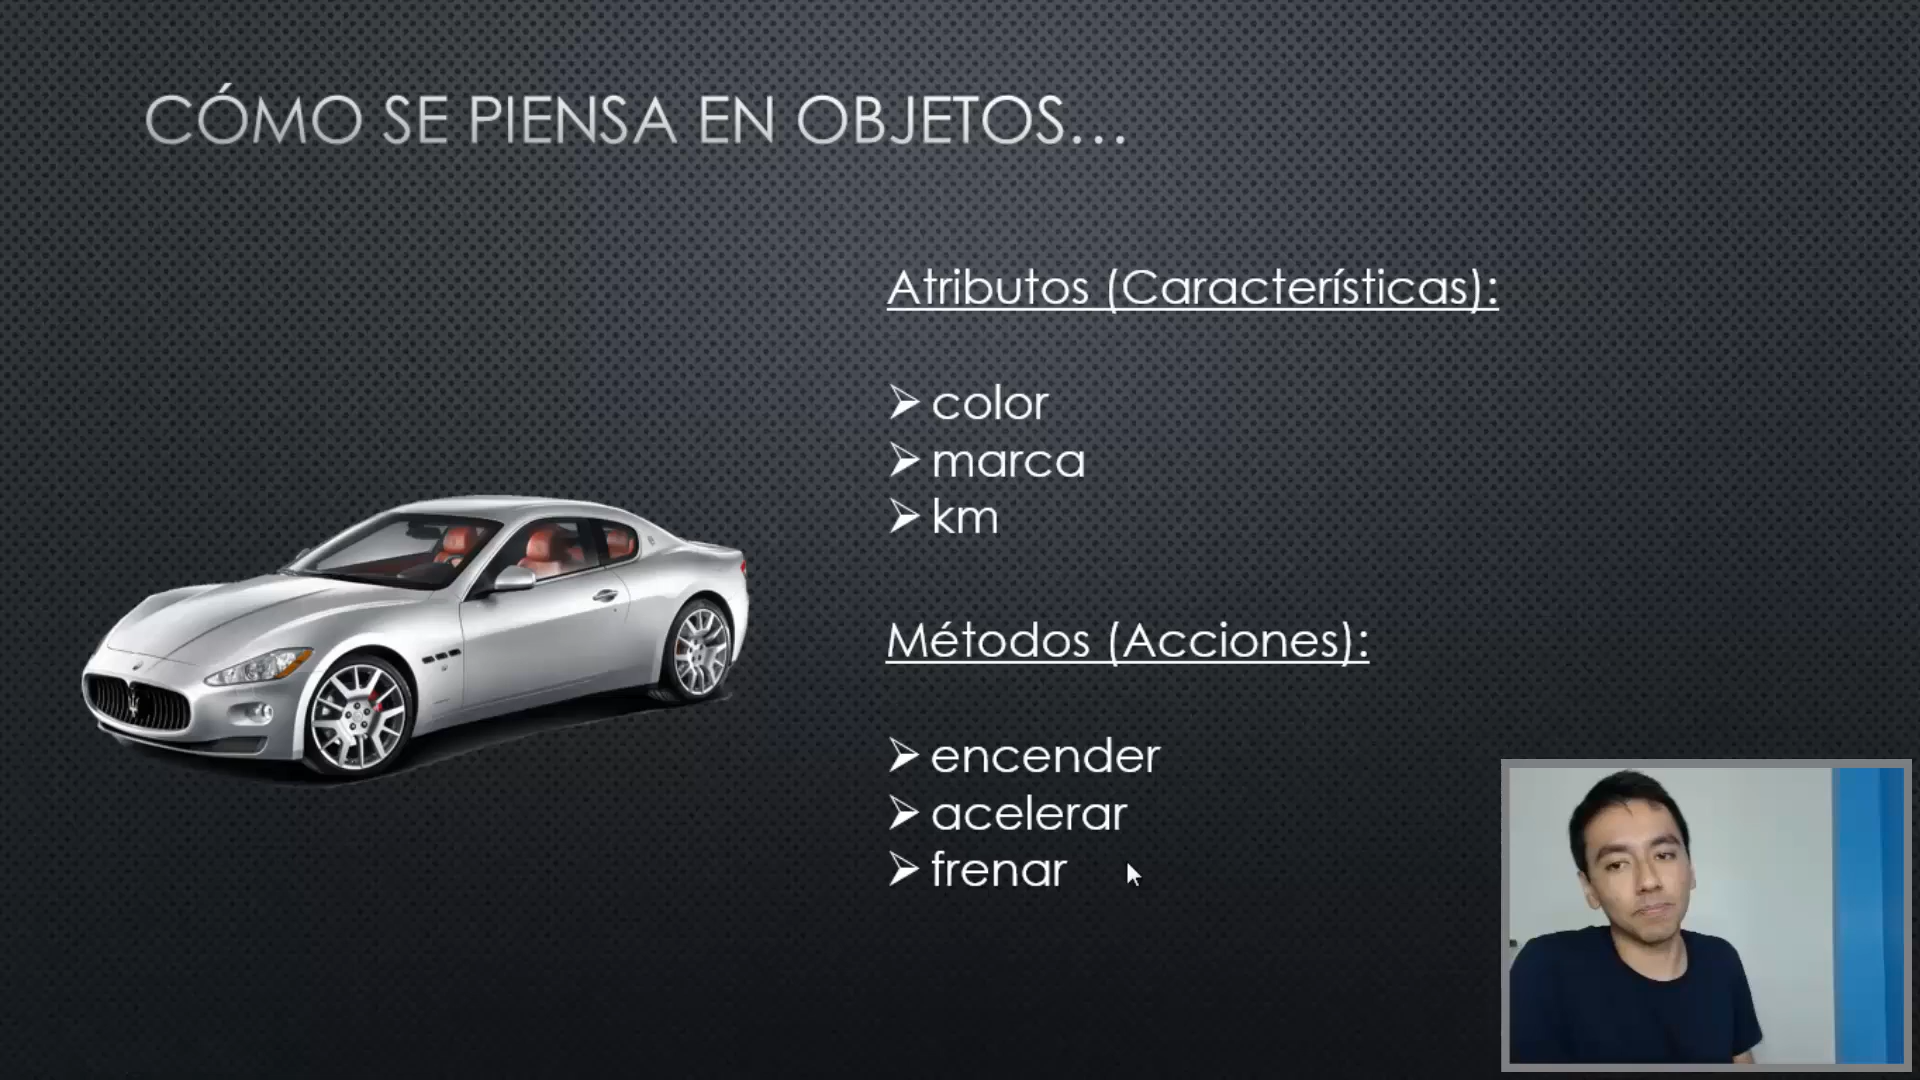 CÓMO SE PIENSA EN OBJETOS…
Atributos (Características):
color
marca
km
Métodos (Acciones):
encender
acelerar
frenar